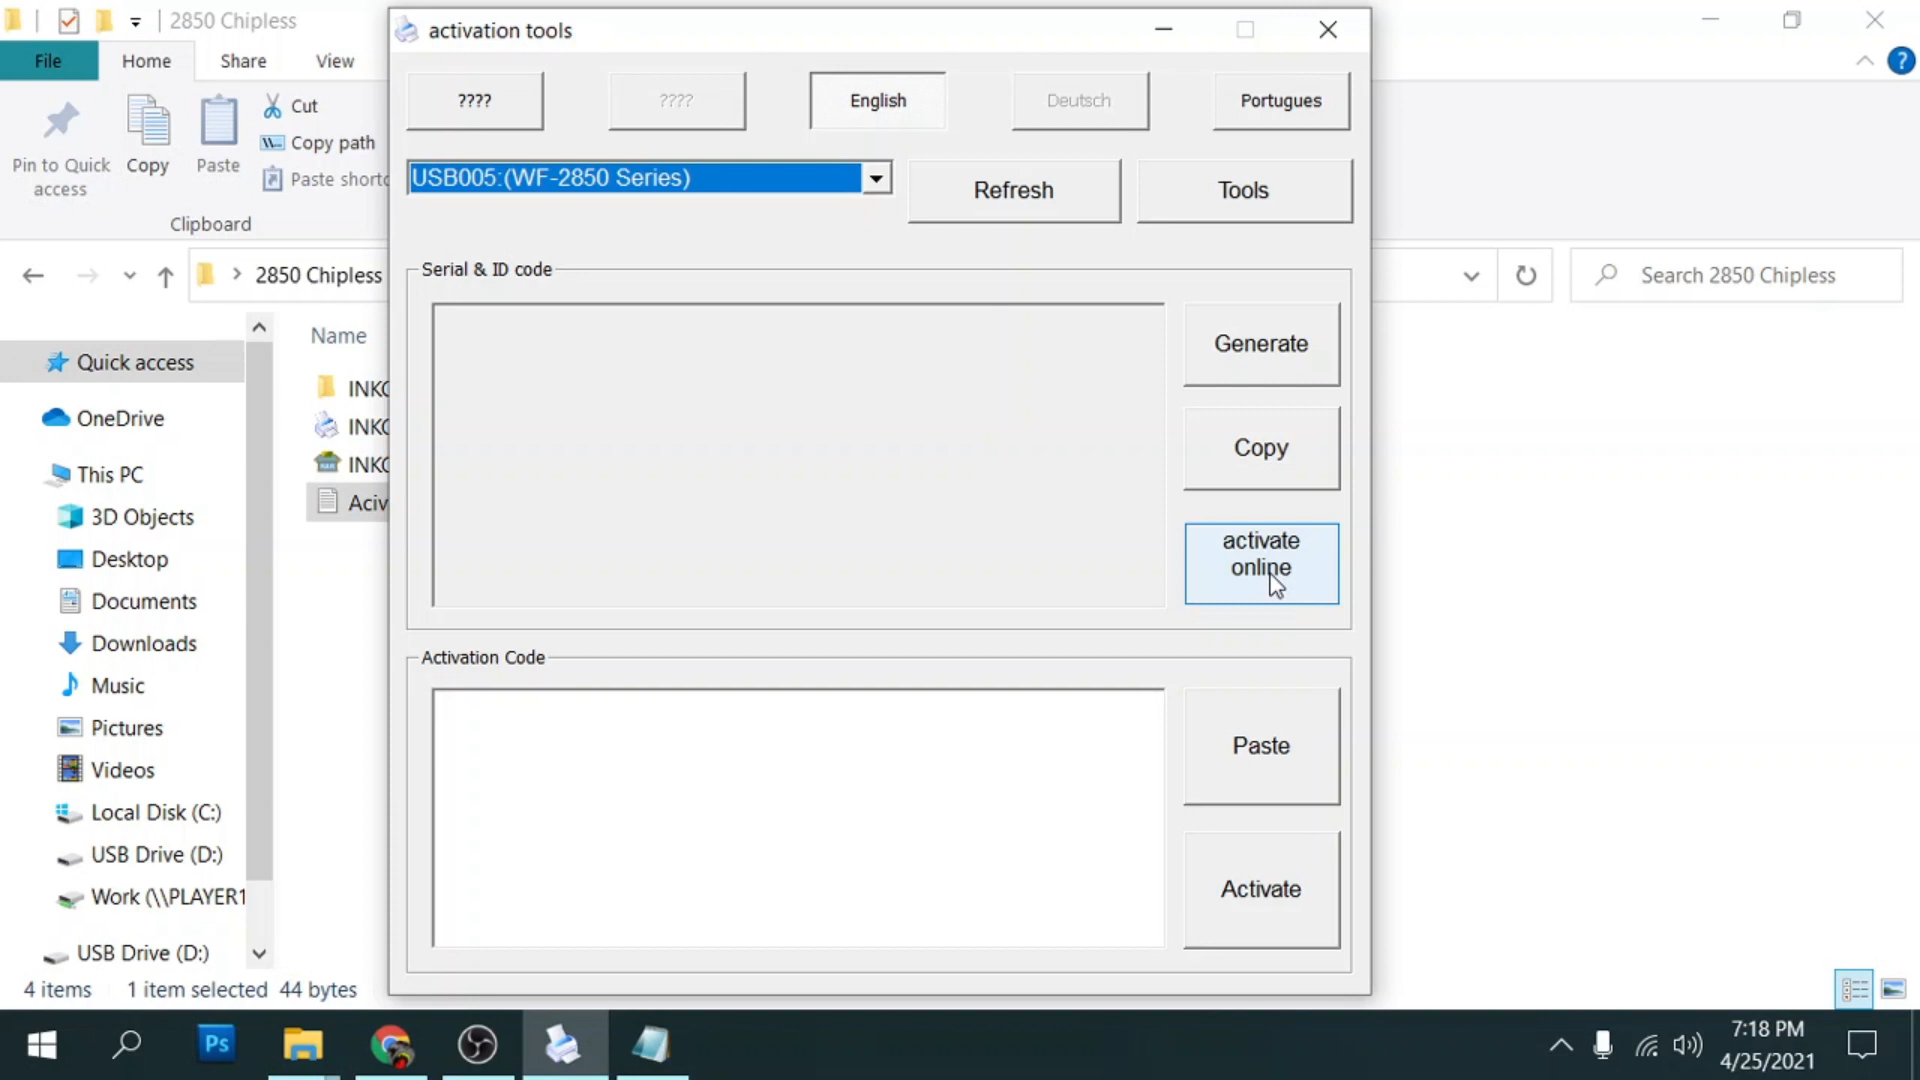 2850 Chipless
File
Home
Share
View
Pin to Quick
access
Copy
Paste
Cut
Copy path
Paste shortc
Clipboard
2850 Chipless
Search 2850 Chipless
Name
Quick access
OneDrive
This PC
3D Objects
Desktop
Documents
Downloads
Music
Pictures
Videos
Local Disk (C:)
USB Drive (D:)
Work (\\PLAYER1
USB Drive (D:)
INKC
INKC
INKC
Aciv
4 items
1 item selected
44 bytes
activation tools
????
????
English
Deutsch
Portugues
USB005:(WF-2850 Series)
Refresh
Tools
Serial & ID code
Generate
Copy
activate
online
Activation Code
Paste
Activate
Ps
7:18 PM
4/25/2021